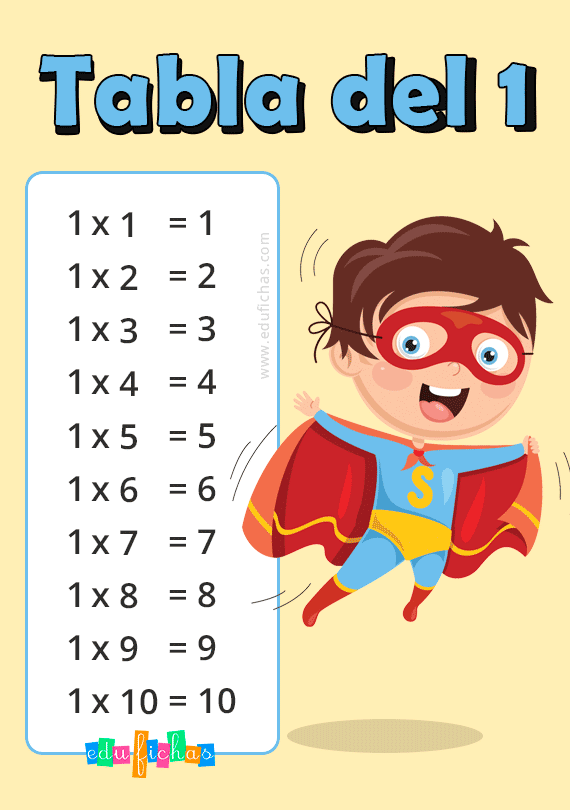 Tabla del 1
1 x 1 = 1
1 x 2 = 2
1 x 3 = 3
1 x 4 = 4
1 x 5 = 5
1 x 6 = 6
1 x 7 = 7
1 x 8 = 8
1 x 9 = 9
1 x 10 = 10
www.edufichas.com
S
edufichas